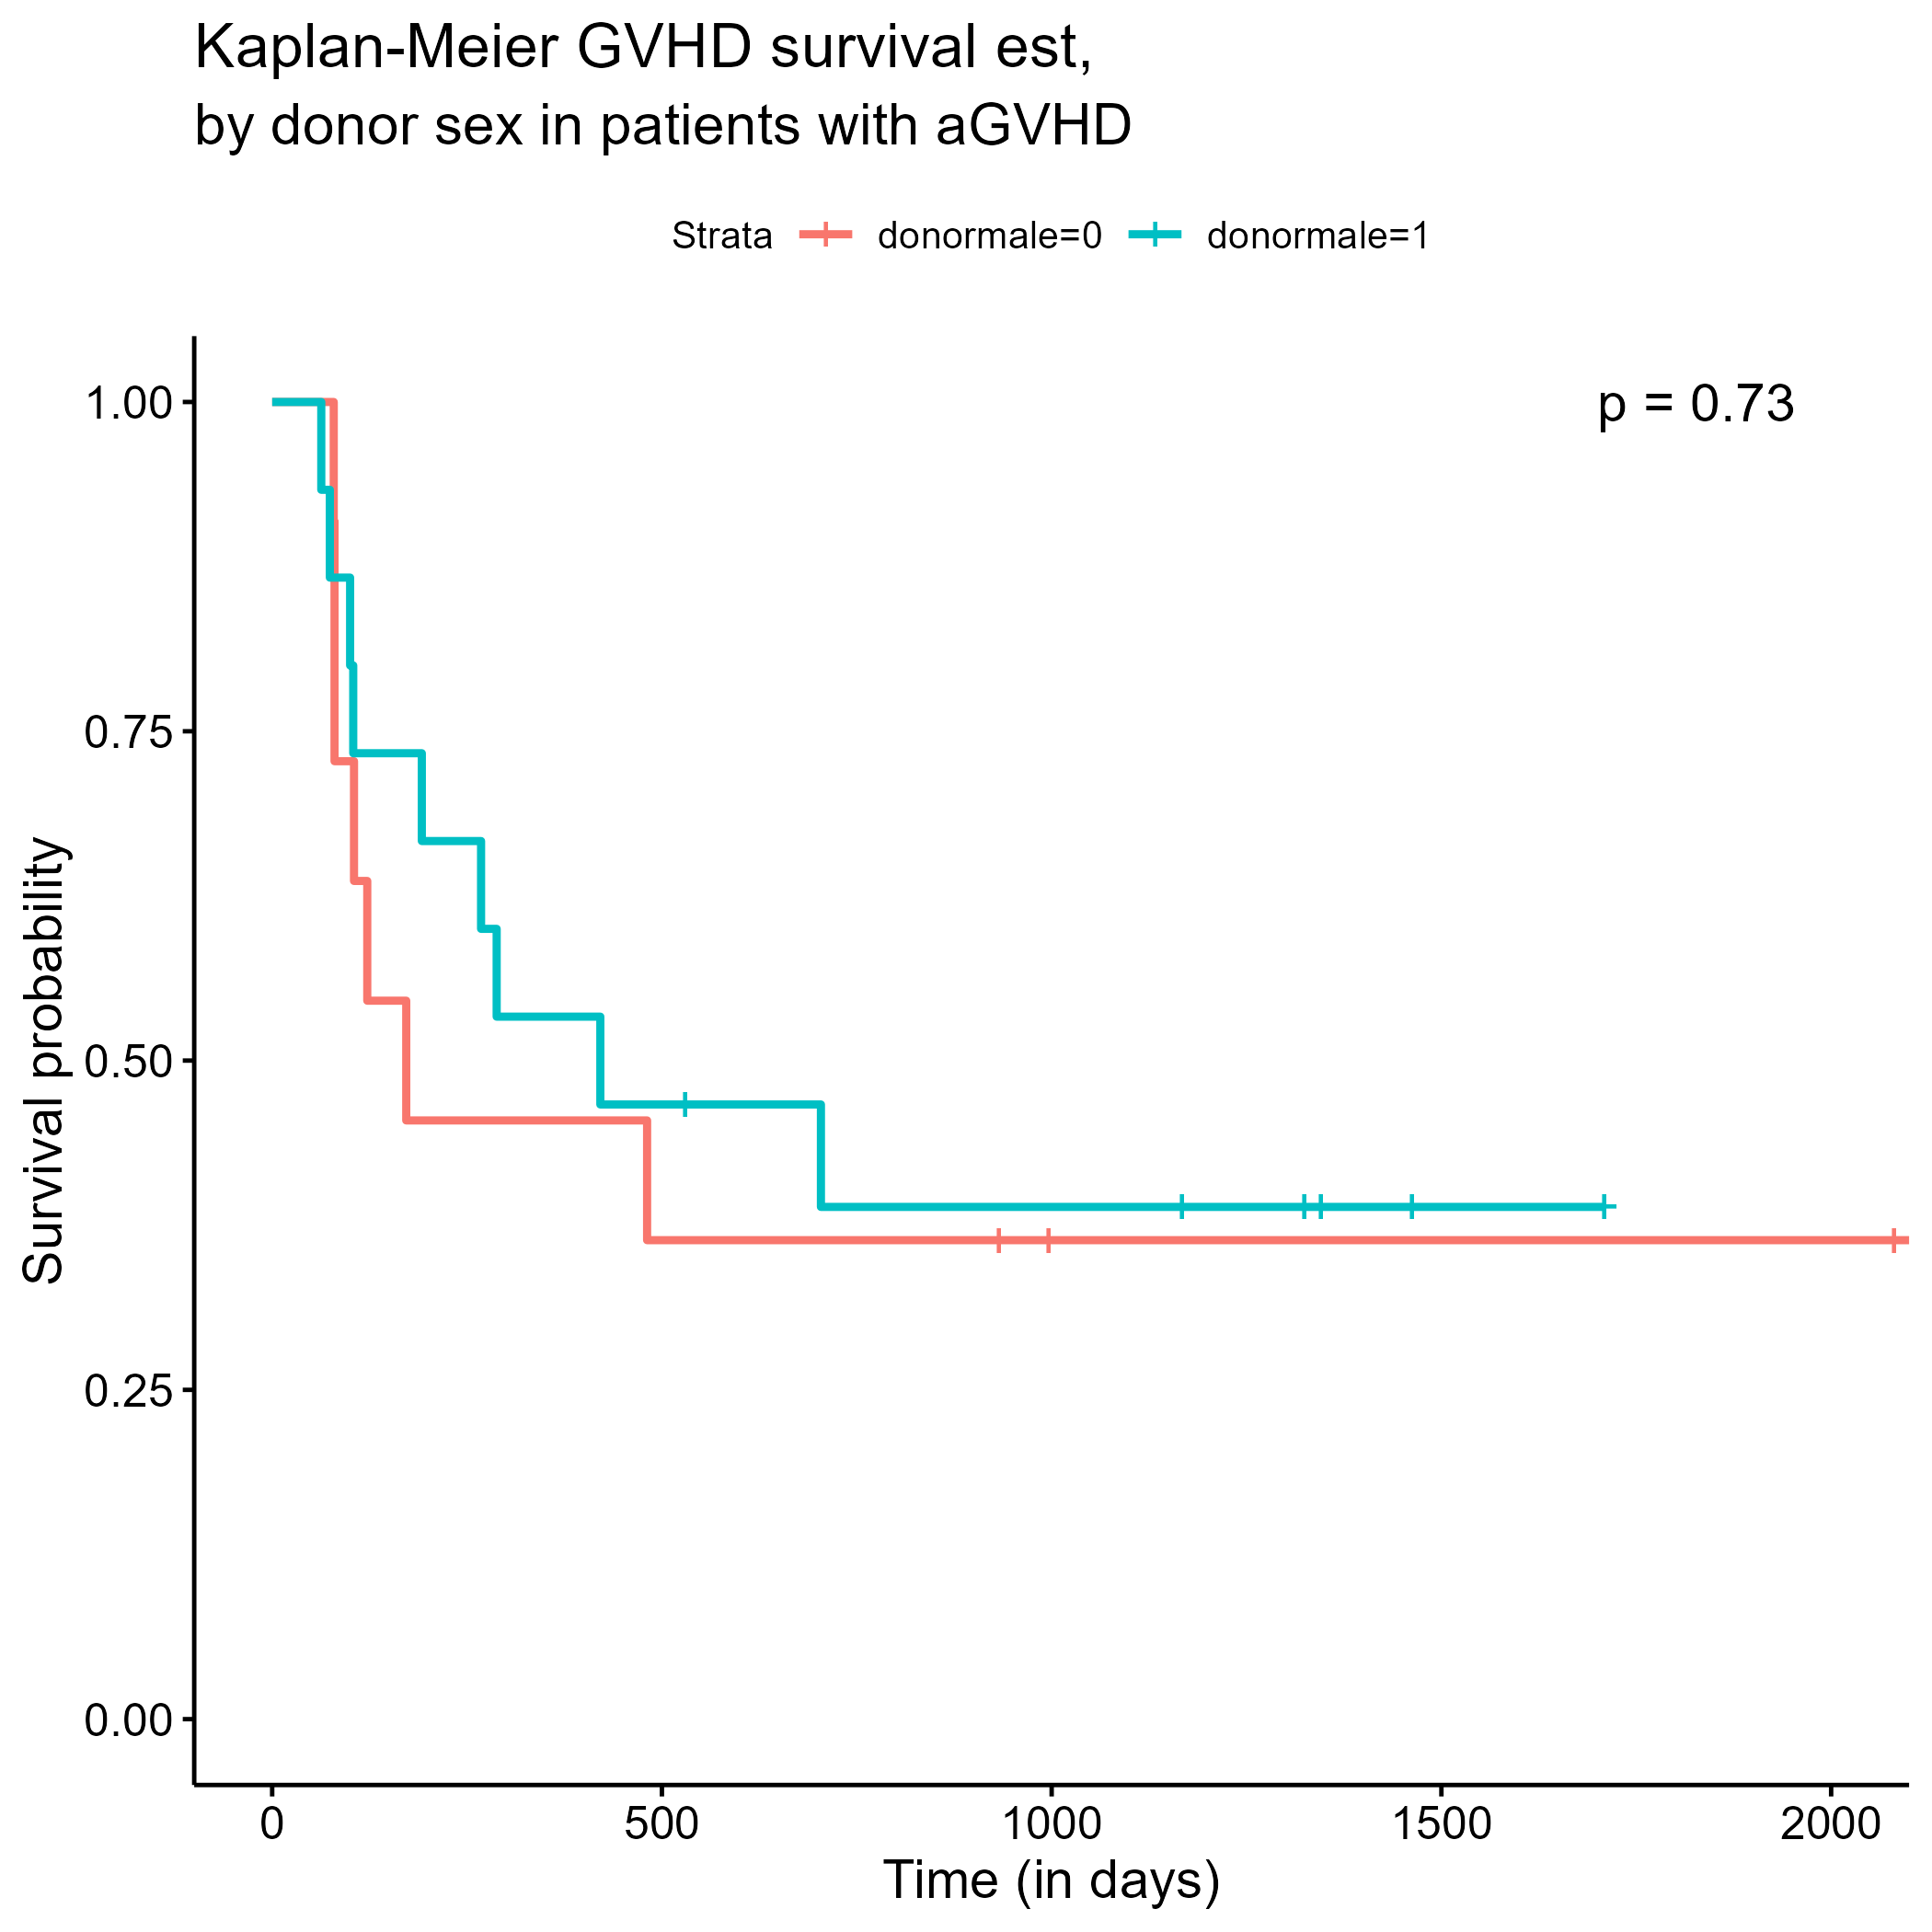 Kaplan-Meier GVHD survival est,
by donor sex in patients with aGVHD
Strata donormale=0 donormale=1
p = 0.73
Survival probability
1.00
0.75
0.50
0.25
0.00
0 500 1000 1500 2000
Time (in days)